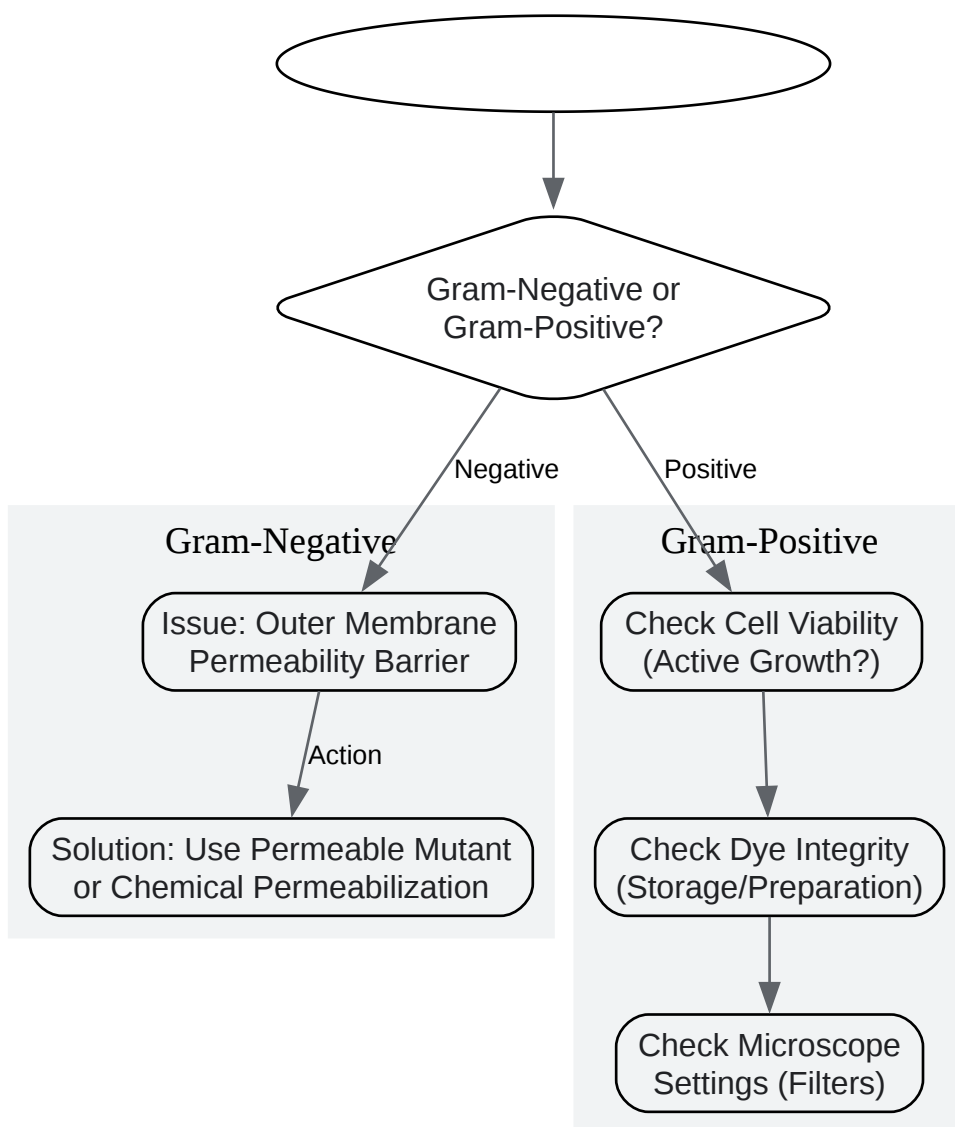 Gram-Negative or
Gram-Positive?
Negative
Positive
Gram-Negative
Gram-Positive
Issue: Outer Membrane
Permeability Barrier
Check Cell Viability
(Active Growth?)
Action
Solution: Use Permeable Mutant
or Chemical Permeabilization
Check Dye Integrity
(Storage/Preparation)
Check Microscope
Settings (Filters)